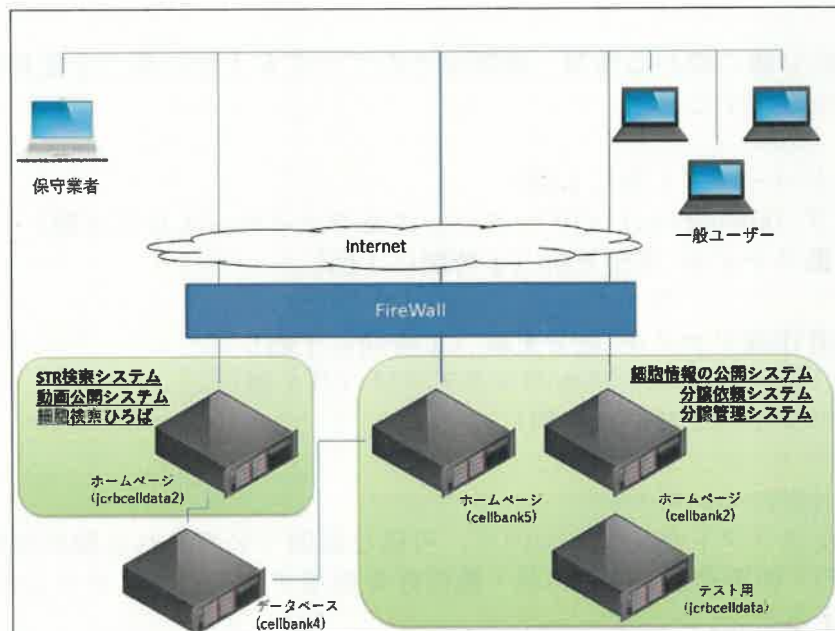 保守業者
一般ユーザー
Internet
FireWall
STR検索システム
動画公開システム
細胞検索ひろば
細胞情報の公開システム
分譲依頼システム
分譲管理システム
ホームページ
(jcrbcelldata2)
ホームページ
(cellbank5)
ホームページ
(cellbank2)
データベース
(cellbank4)
テスト用
(jcrbcelldata)